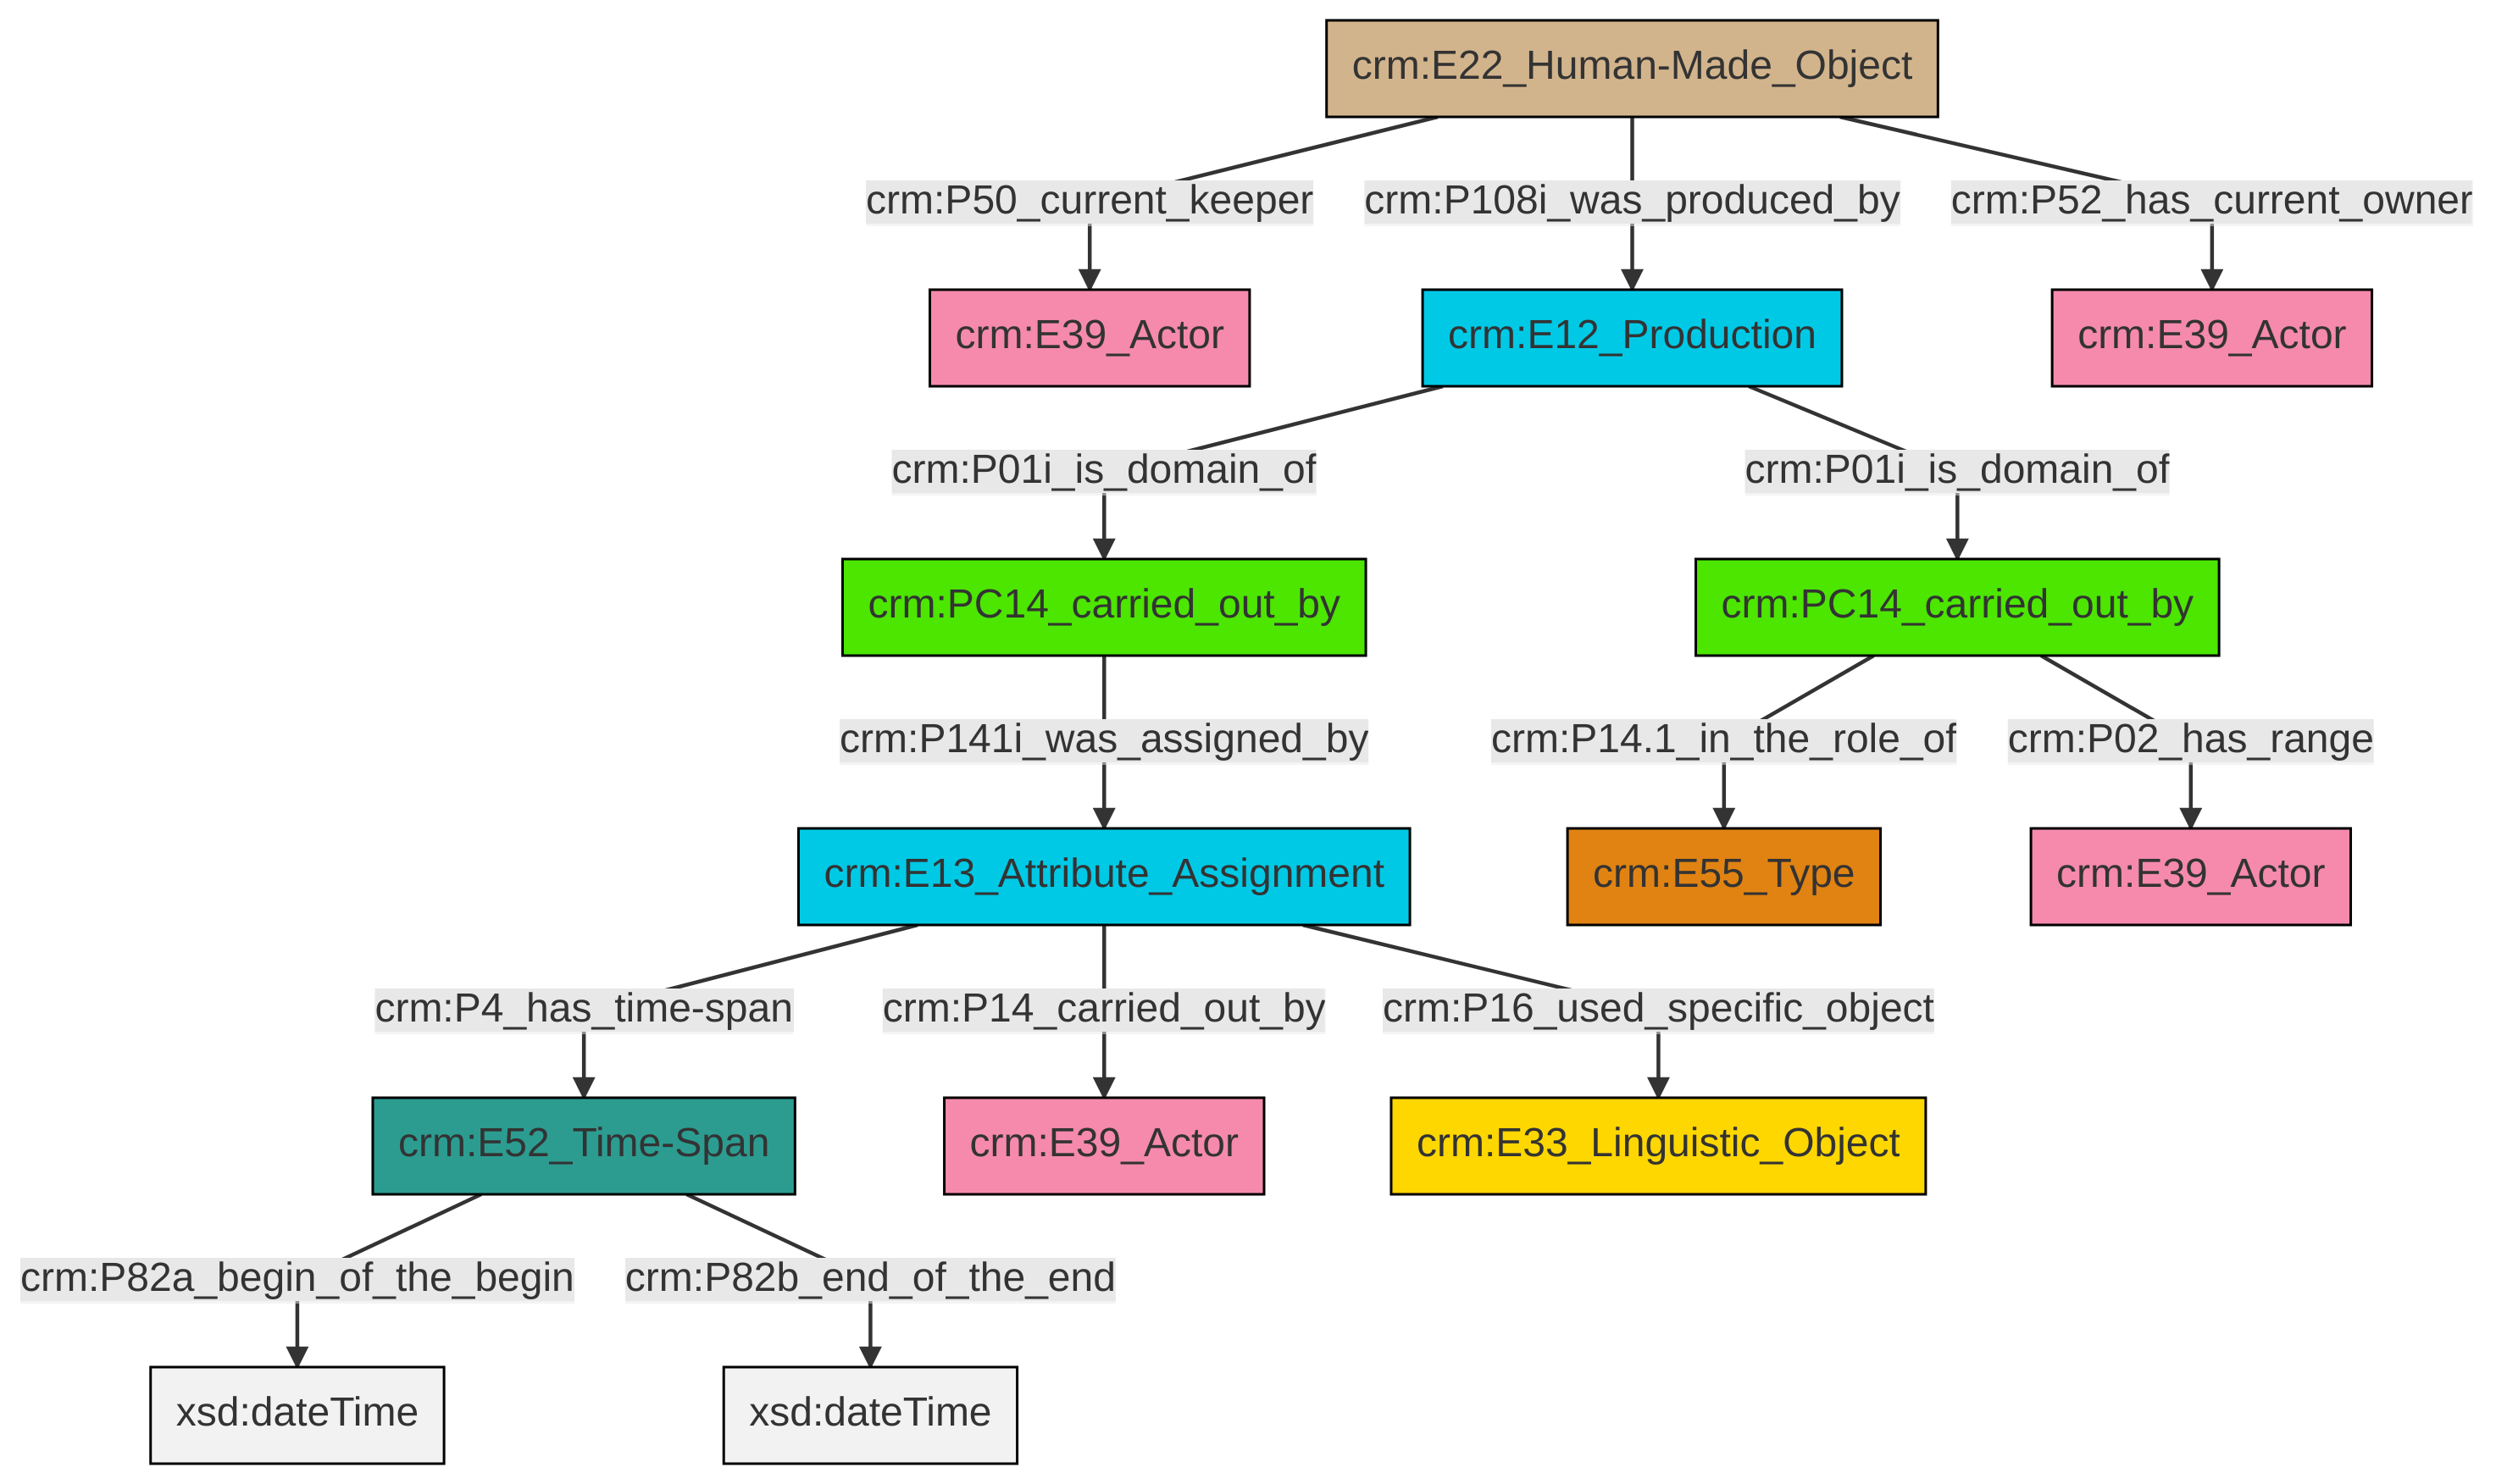 crm:E22_Human-Made_Object
crm:P50_current_keeper
crm:P108i_was_produced_by
crm:P52_has_current_owner
crm:E39_Actor
crm:E12_Production
crm:E39_Actor
crm:P01i_is_domain_of
crm:P01i_is_domain_of
crm:PC14_carried_out_by
crm:PC14_carried_out_by
crm:P141i_was_assigned_by
crm:P14.1_in_the_role_of
crm:P02_has_range
crm:E13_Attribute_Assignment
crm:E55_Type
crm:E39_Actor
crm:P4_has_time-span
crm:P14_carried_out_by
crm:P16_used_specific_object
crm:E52_Time-Span
crm:E39_Actor
crm:E33_Linguistic_Object
crm:P82a_begin_of_the_begin
crm:P82b_end_of_the_end
xsd:dateTime
xsd:dateTime